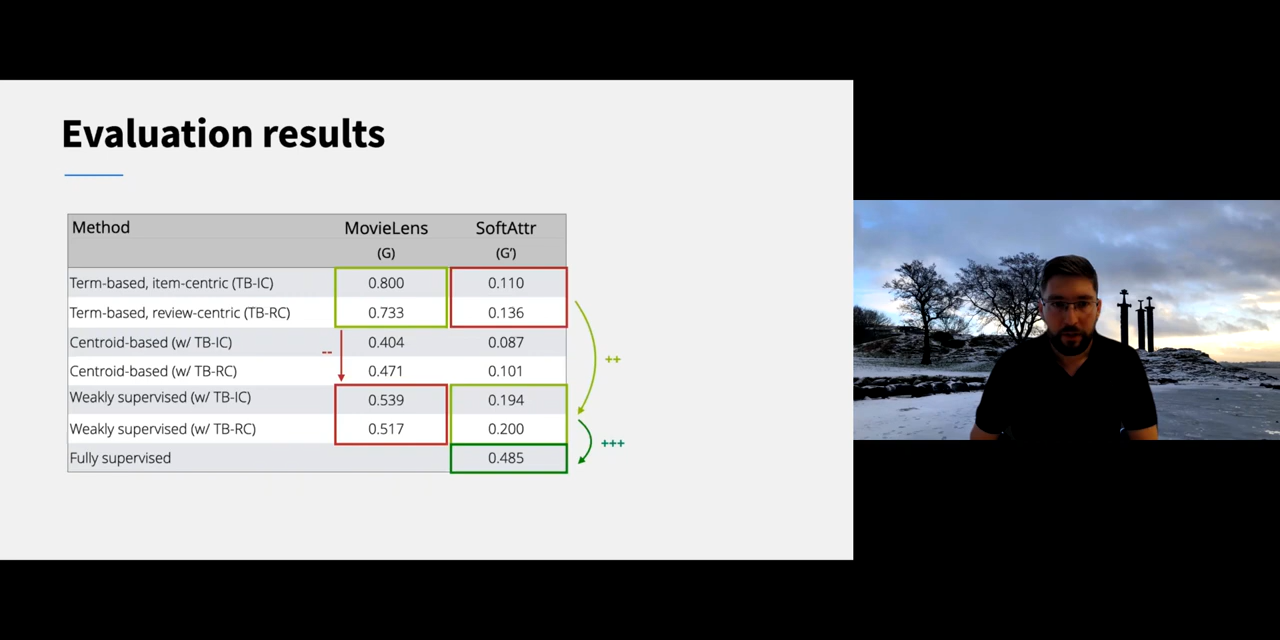 Evaluation results
Method MovieLens SoftAttr
(G) (G')
Term-based, item-centric (TB-IC) 0.800 0.110
Term-based, review-centric (TB-RC) 0.733 0.136
Centroid-based (w/ TB-IC) 0.404 0.087
Centroid-based (w/ TB-RC) 0.471 0.101
Weakly supervised (w/ TB-IC) 0.539 0.194
Weakly supervised (w/ TB-RC) 0.517 0.200
Fully supervised 0.485
--
++
+++